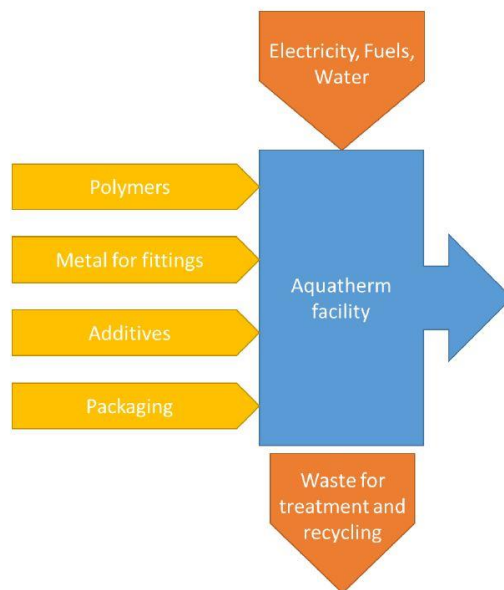 Electricity, Fuels,
Water
Polymers
Metal for fittings
Additives
Packaging
Aquatherm
facility
Waste for
treatment and
recycling